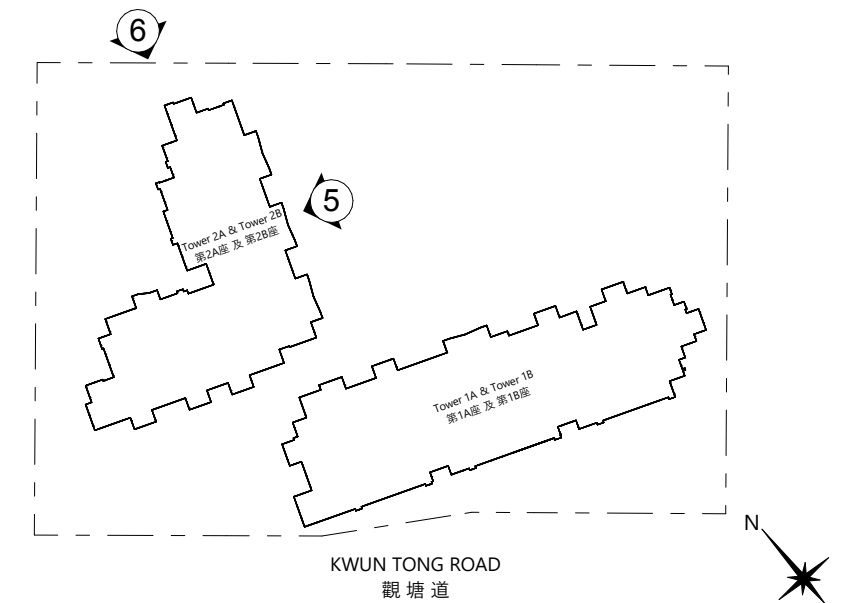 6
5
Tower 2A & Tower 2B
第2A座 及 第2B座
Tower 1A & Tower 1B
第1A座 及 第1B座
N
KWUN TONG ROAD
觀塘道